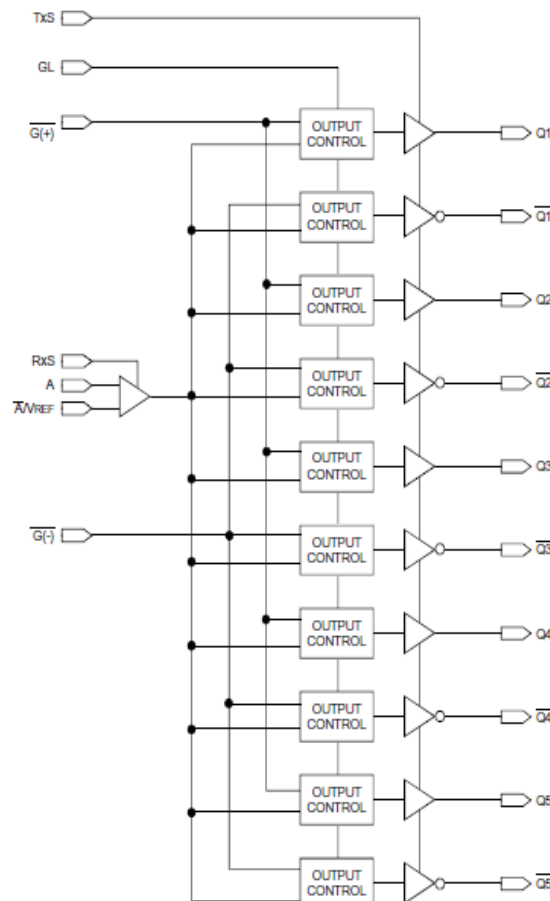 TxS
GL
G(+)
OUTPUT
CONTROL
Q1
OUTPUT
CONTROL
Q1
OUTPUT
CONTROL
Q2
RxS
A
A/VREF
OUTPUT
CONTROL
Q2
OUTPUT
CONTROL
Q3
G(-)
OUTPUT
CONTROL
Q3
OUTPUT
CONTROL
Q4
OUTPUT
CONTROL
Q4
OUTPUT
CONTROL
Q5
OUTPUT
CONTROL
Q5